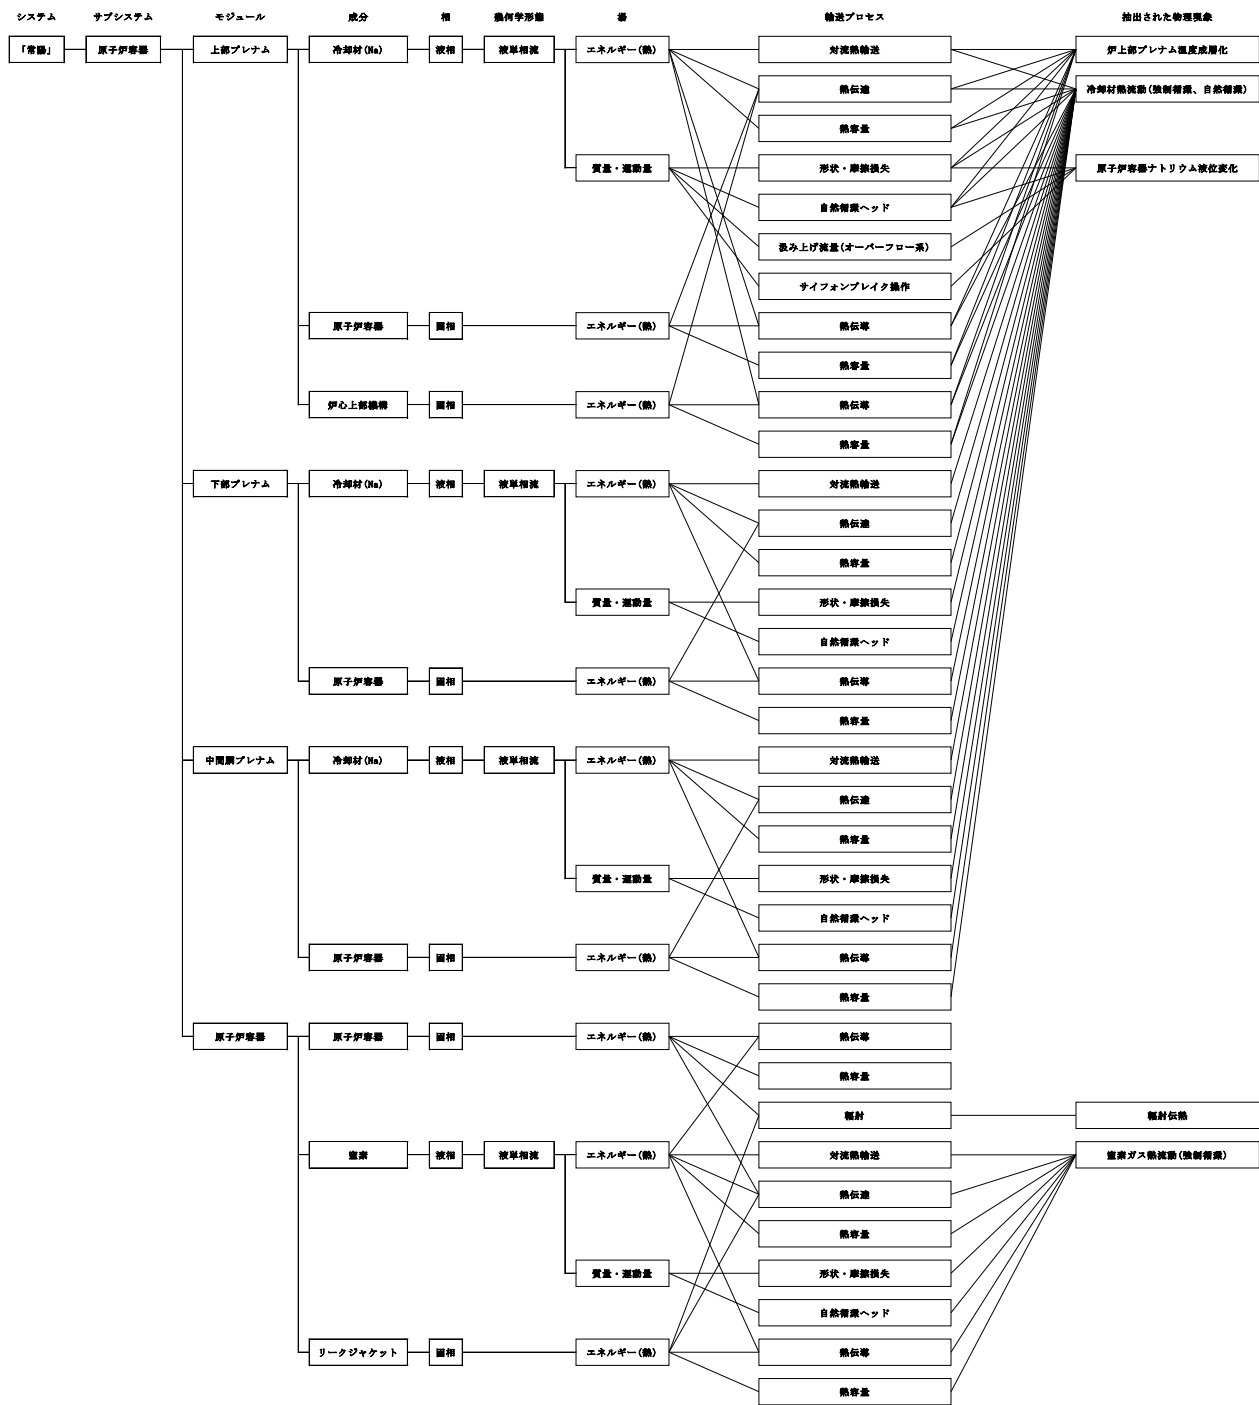 システム サブシステム モジュール 成分 相 幾何学形態 場 輸送プロセス 抽出された物理現象
「常陽」 原子炉容器 上部プレナム 冷却材(Na) 液相 液単相流 エネルギー(熱) 対流熱輸送 炉上部プレナム温度成層化
熱伝達 冷却材熱流動(強制循環、自然循環)
熱容量
質量・運動量 形状・摩擦損失 原子炉容器ナトリウム液位変化
自然循環ヘッド
汲み上げ流量(オーバーフロー系)
サイフォンブレイク操作
原子炉容器 固相 エネルギー(熱) 熱伝導
熱容量
炉心上部機構 固相 エネルギー(熱) 熱伝導
熱容量
下部プレナム 冷却材(Na) 液相 液単相流 エネルギー(熱) 対流熱輸送
熱伝達
熱容量
質量・運動量 形状・摩擦損失
自然循環ヘッド
原子炉容器 固相 エネルギー(熱) 熱伝導
熱容量
中間胴プレナム 冷却材(Na) 液相 液単相流 エネルギー(熱) 対流熱輸送
熱伝達
熱容量
質量・運動量 形状・摩擦損失
自然循環ヘッド
原子炉容器 固相 エネルギー(熱) 熱伝導
熱容量
原子炉容器 原子炉容器 固相 エネルギー(熱) 熱伝導
熱容量
輻射 輻射伝熱
窒素 液相 液単相流 エネルギー(熱) 対流熱輸送 窒素ガス熱流動(強制循環)
熱伝達
熱容量
質量・運動量 形状・摩擦損失
自然循環ヘッド
リークジャケット 固相 エネルギー(熱) 熱伝導
熱容量